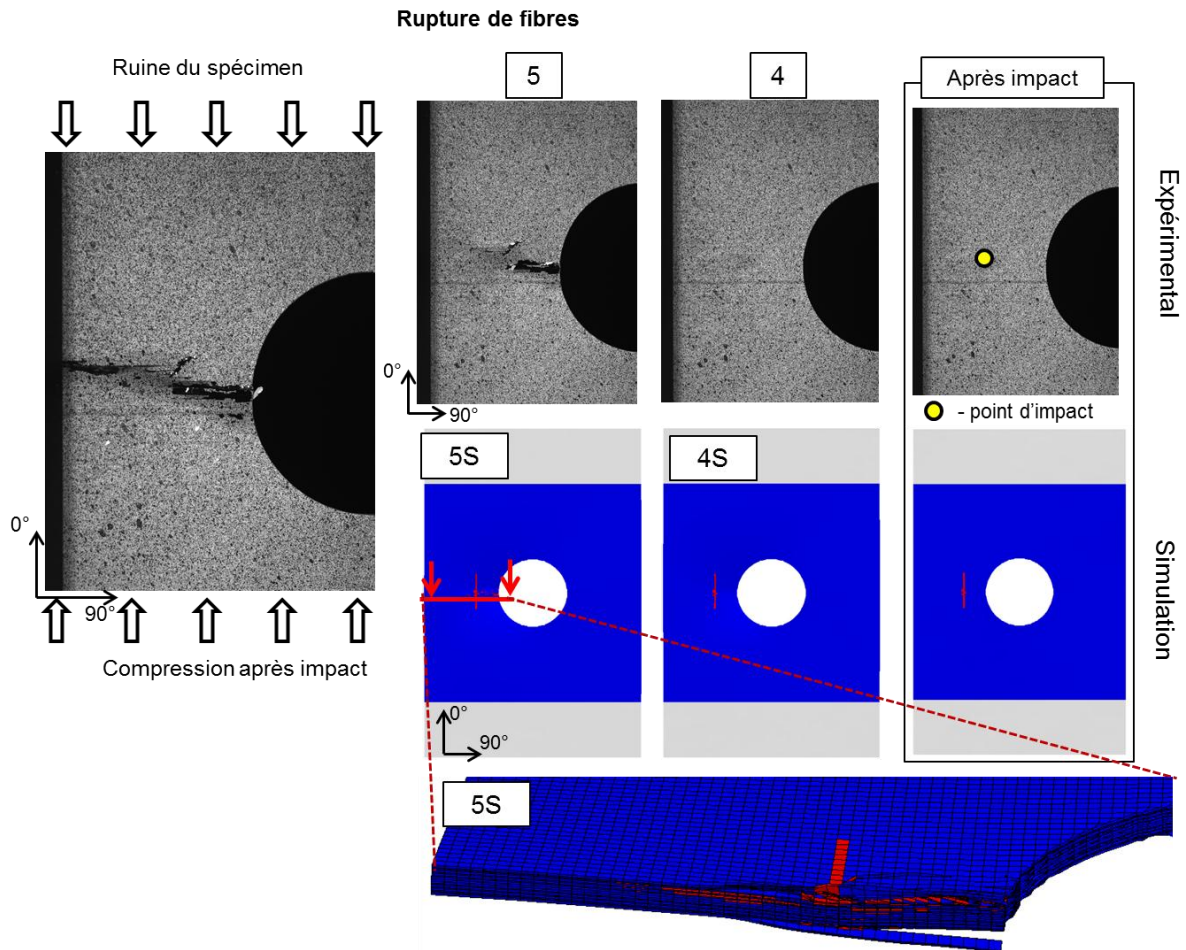 Rupture de fibres
Ruine du spécimen
5
4
Après impact
Expérimental
0°
90°
0°
90°
- point d'impact
5S
4S
Simulation
Compression après impact
0°
90°
5S